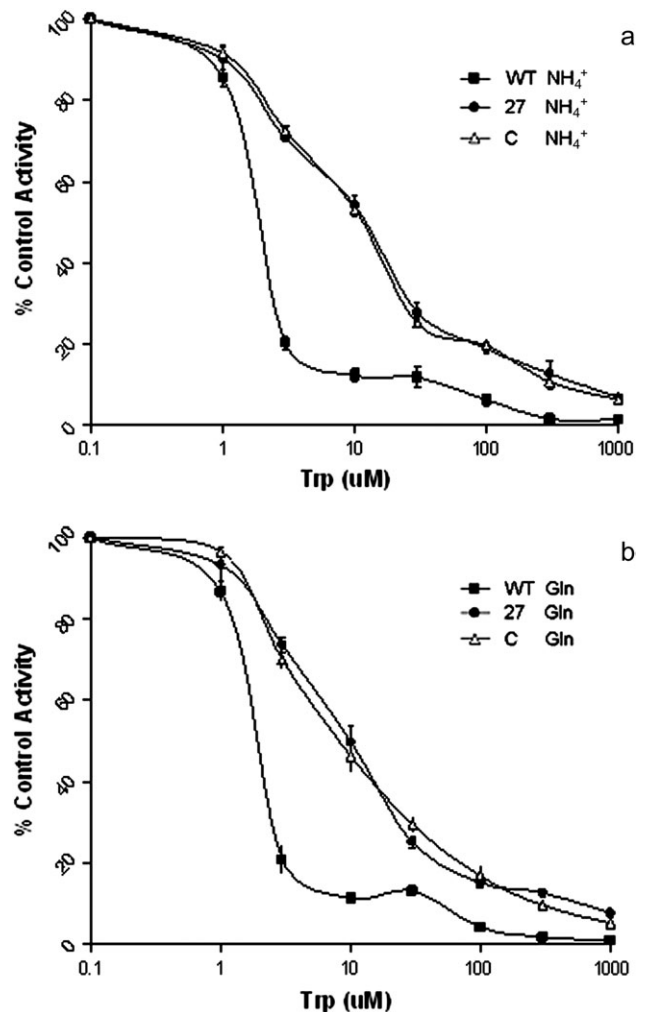 a
100
80
60
40
20
0
% Control Activity
WT NH₄⁺
27 NH₄⁺
C NH₄⁺
0.1 1 10 100 1000
Trp (uM)
b
100
80
60
40
20
0
% Control Activity
WT Gln
27 Gln
C Gln
0.1 1 10 100 1000
Trp (uM)